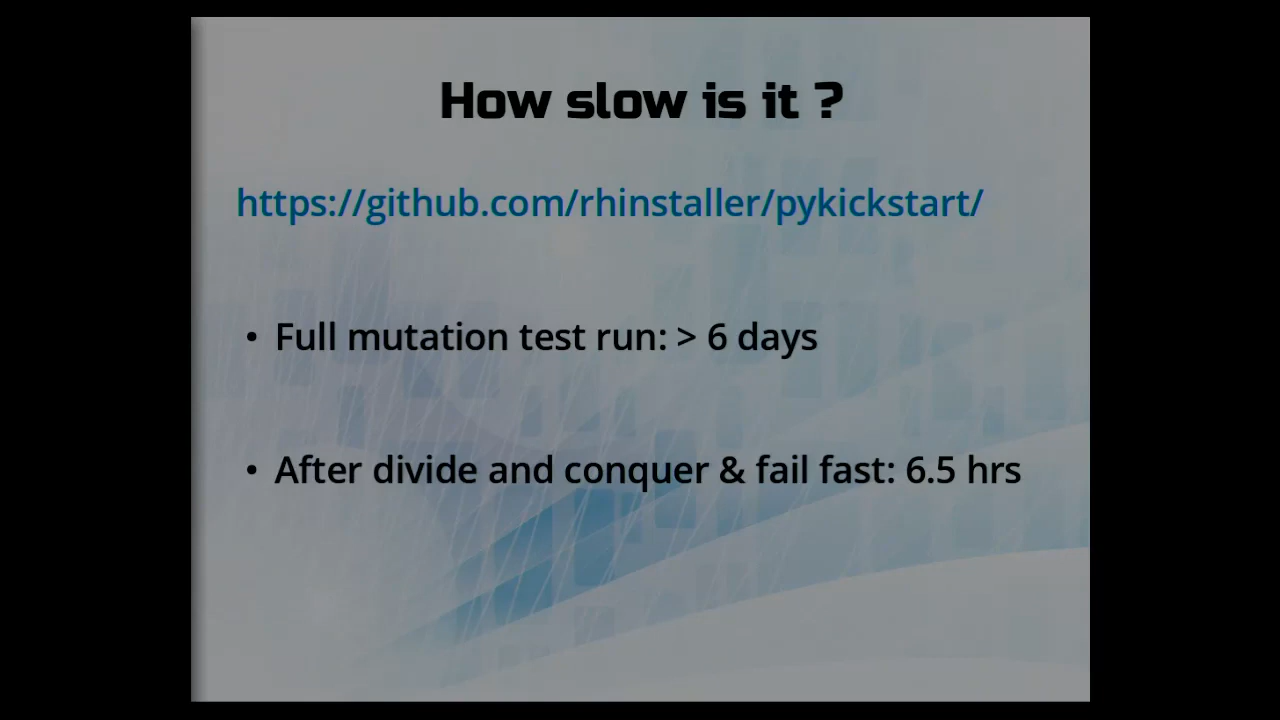 How slow is it ?
https://github.com/rhinstaller/pykickstart/
• Full mutation test run: > 6 days
• After divide and conquer & fail fast: 6.5 hrs